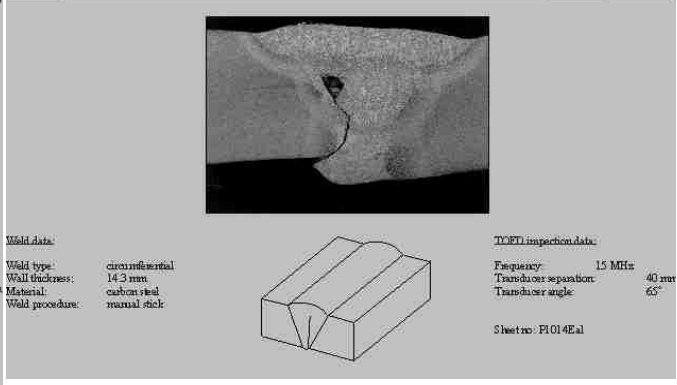 Weld data:
Weld type: circumferential
Wall thickness: 14.3 mm
Material: carbon steel
Weld procedure: manual stick
TOFD inspection data:
Frequency: 15 MHz
Transducer separation: 40 mm
Transducer angle: 65°
Sheet no: P1014Eal